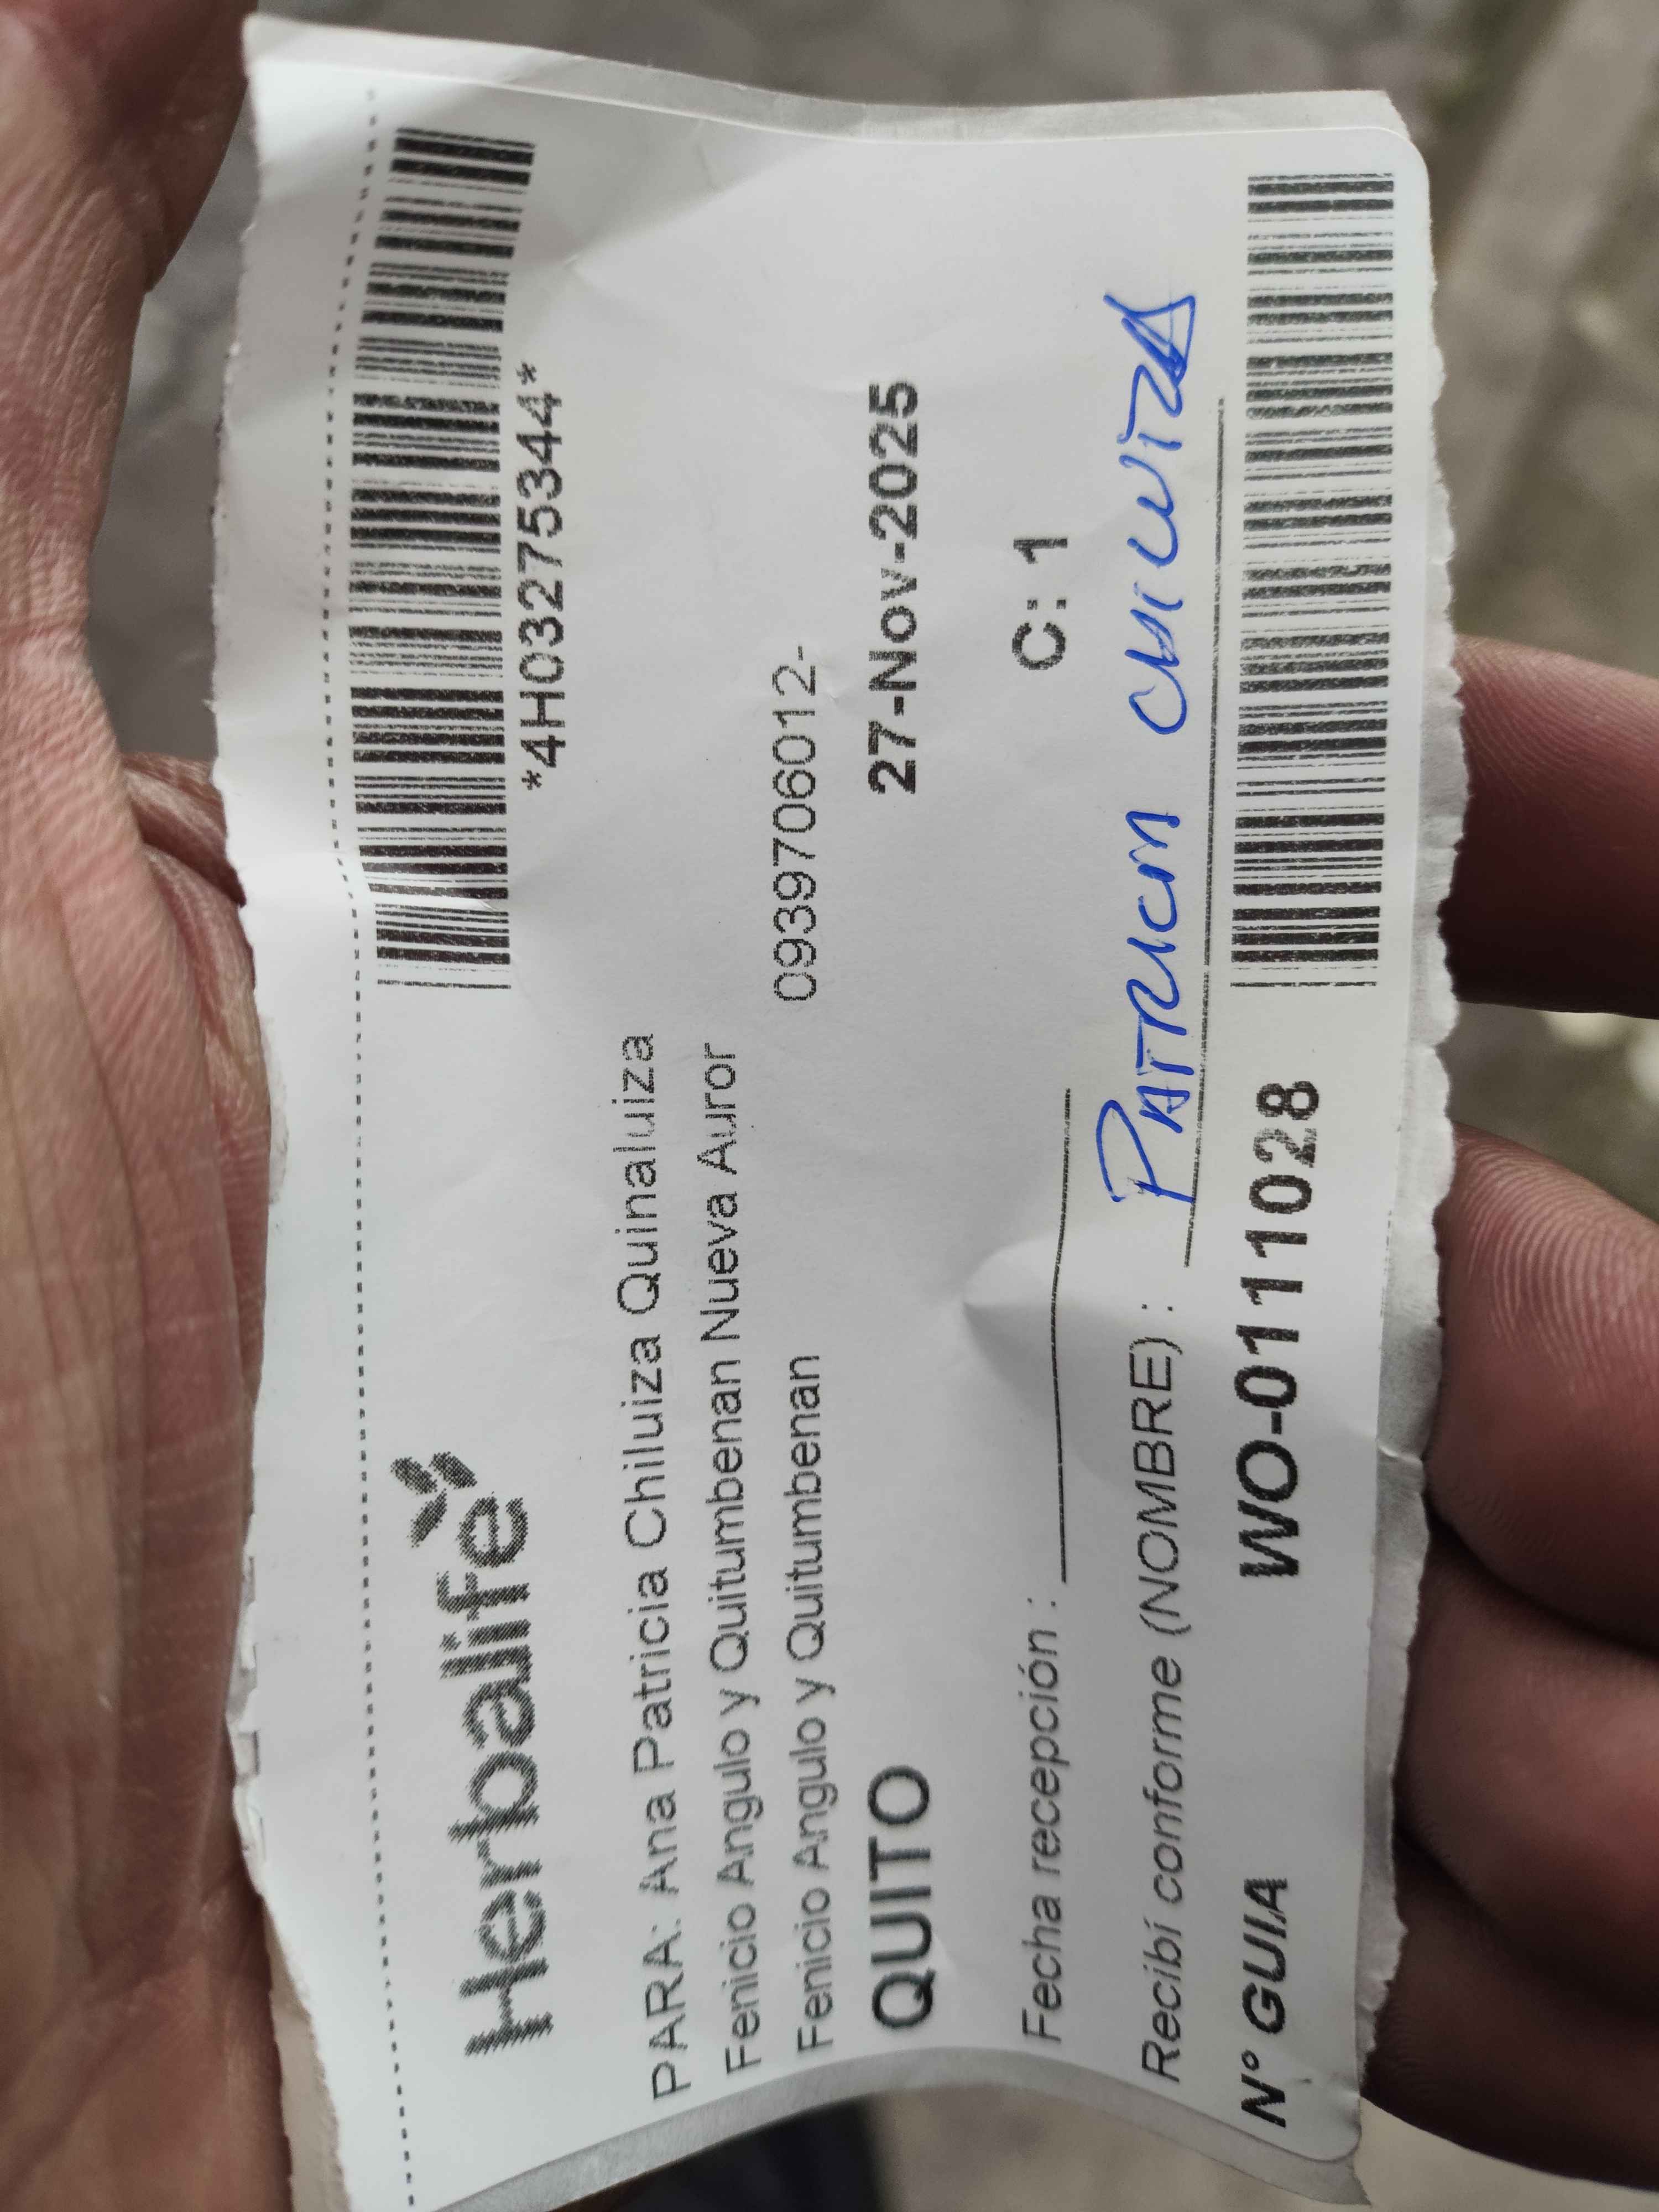 Herbalife
*4H03275344*
PARA: Ana Patricia Chiluiza Quinaluiza
Fenicio Angulo y Quitumbenan Nueva Auror
Fenicio Angulo y Quitumbenan 0939706012-
QUITO 27-Nov-2025
Fecha recepción : C: 1
Recibí conforme (NOMBRE) : PATRICIA CHILUIZA
N° GUIA WO-0111028